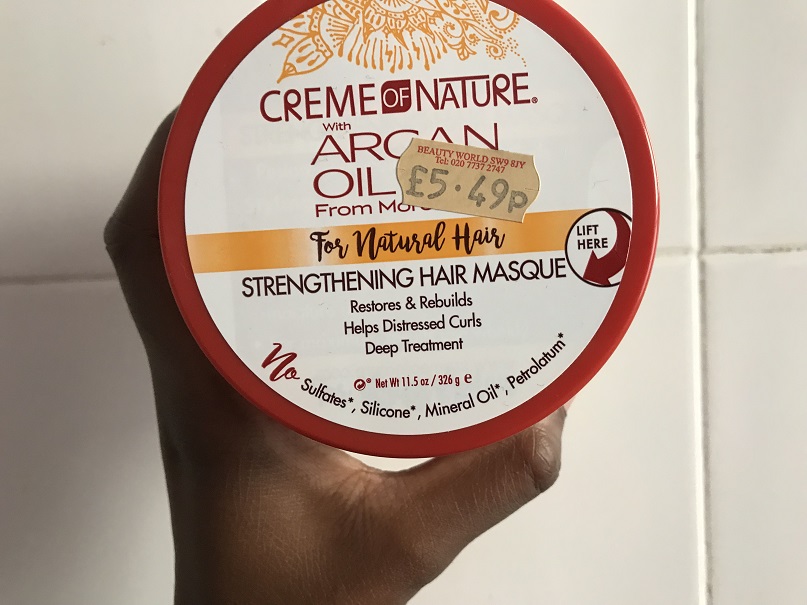 CREME OF NATURE®
With
ARGAN
OIL
From
BEAUTY WORLD SW9 8JY
Tel: 020 7737 2747
£5.49p
For Natural Hair
LIFT
HERE
STRENGTHENING HAIR MASQUE
Restores & Rebuilds
Helps Distressed Curls
Deep Treatment
Net Wt 11.5 oz / 326 g e
No Sulfates*, Silicone*, Mineral Oil*, Petrolatum*